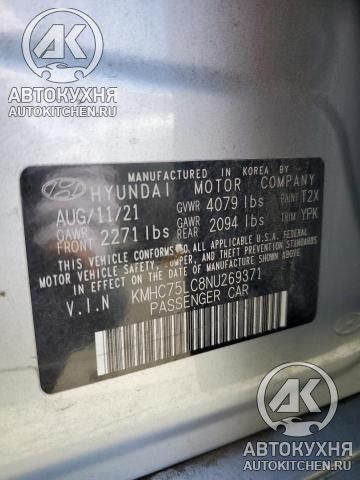 АК
АВТОКУХНЯ
AUTOKITCHEN.RU
MANUFACTURED IN KOREA BY
HYUNDAI MOTOR COMPANY
AUG/11/21 GVWR 4079 lbs PAINT T2X
GAWR FRONT 2271 lbs GAWR REAR 2094 lbs TRIM YPK
THIS VEHICLE CONFORMS TO ALL APPLICABLE U.S.A. FEDERAL
MOTOR VEHICLE SAFETY, BUMPER, AND THEFT PREVENTION
STANDARDS IN EFFECT ON THE DATE OF MANUFACTURE SHOWN ABOVE.
V.I.N KMHC75LC8NU269371
PASSENGER CAR
АК
АВТОКУХНЯ
AUTOKITCHEN.RU